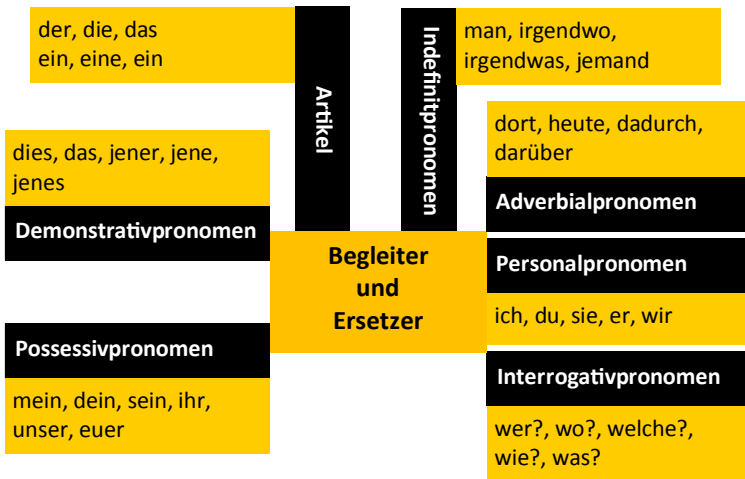 der, die, das
ein, eine, ein
Artikel
Indefinitpronomen
man, irgendwo,
irgendwas, jemand
dies, das, jener, jene,
jenes
Demonstrativpronomen
dort, heute, dadurch,
darüber
Adverbialpronomen
Begleiter
und
Ersetzer
Personalpronomen
ich, du, sie, er, wir
Possessivpronomen
mein, dein, sein, ihr,
unser, euer
Interrogativpronomen
wer?, wo?, welche?,
wie?, was?